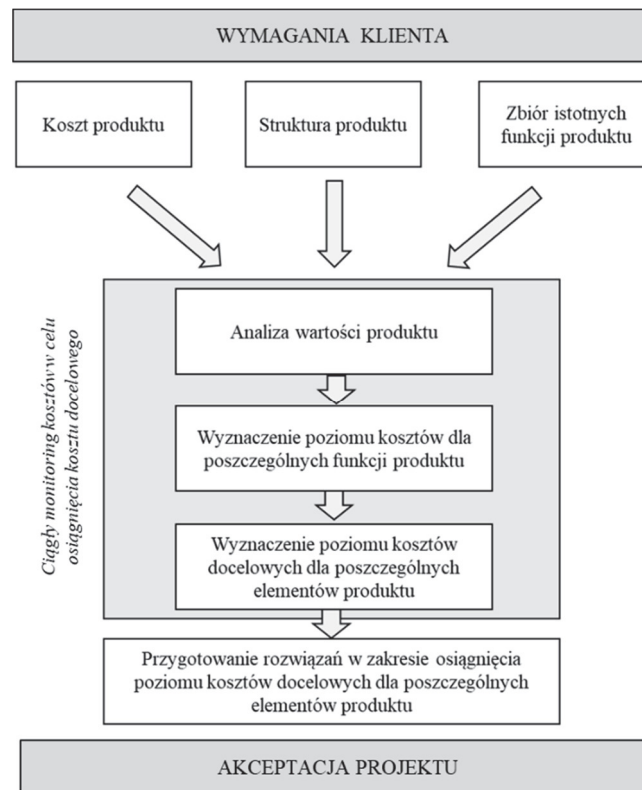 WYMAGANIA KLIENTA
Koszt produktu
Struktura produktu
Zbiór istotnych
funkcji produktu
Ciągły monitoring kosztów w celu
osiągnięcia kosztu docelowego
Analiza wartości produktu
Wyznaczenie poziomu kosztów dla
poszczególnych funkcji produktu
Wyznaczenie poziomu kosztów
docelowych dla poszczególnych
elementów produktu
Przygotowanie rozwiązań w zakresie osiągnięcia
poziomu kosztów docelowych dla poszczególnych
elementów produktu
AKCEPTACJA PROJEKTU